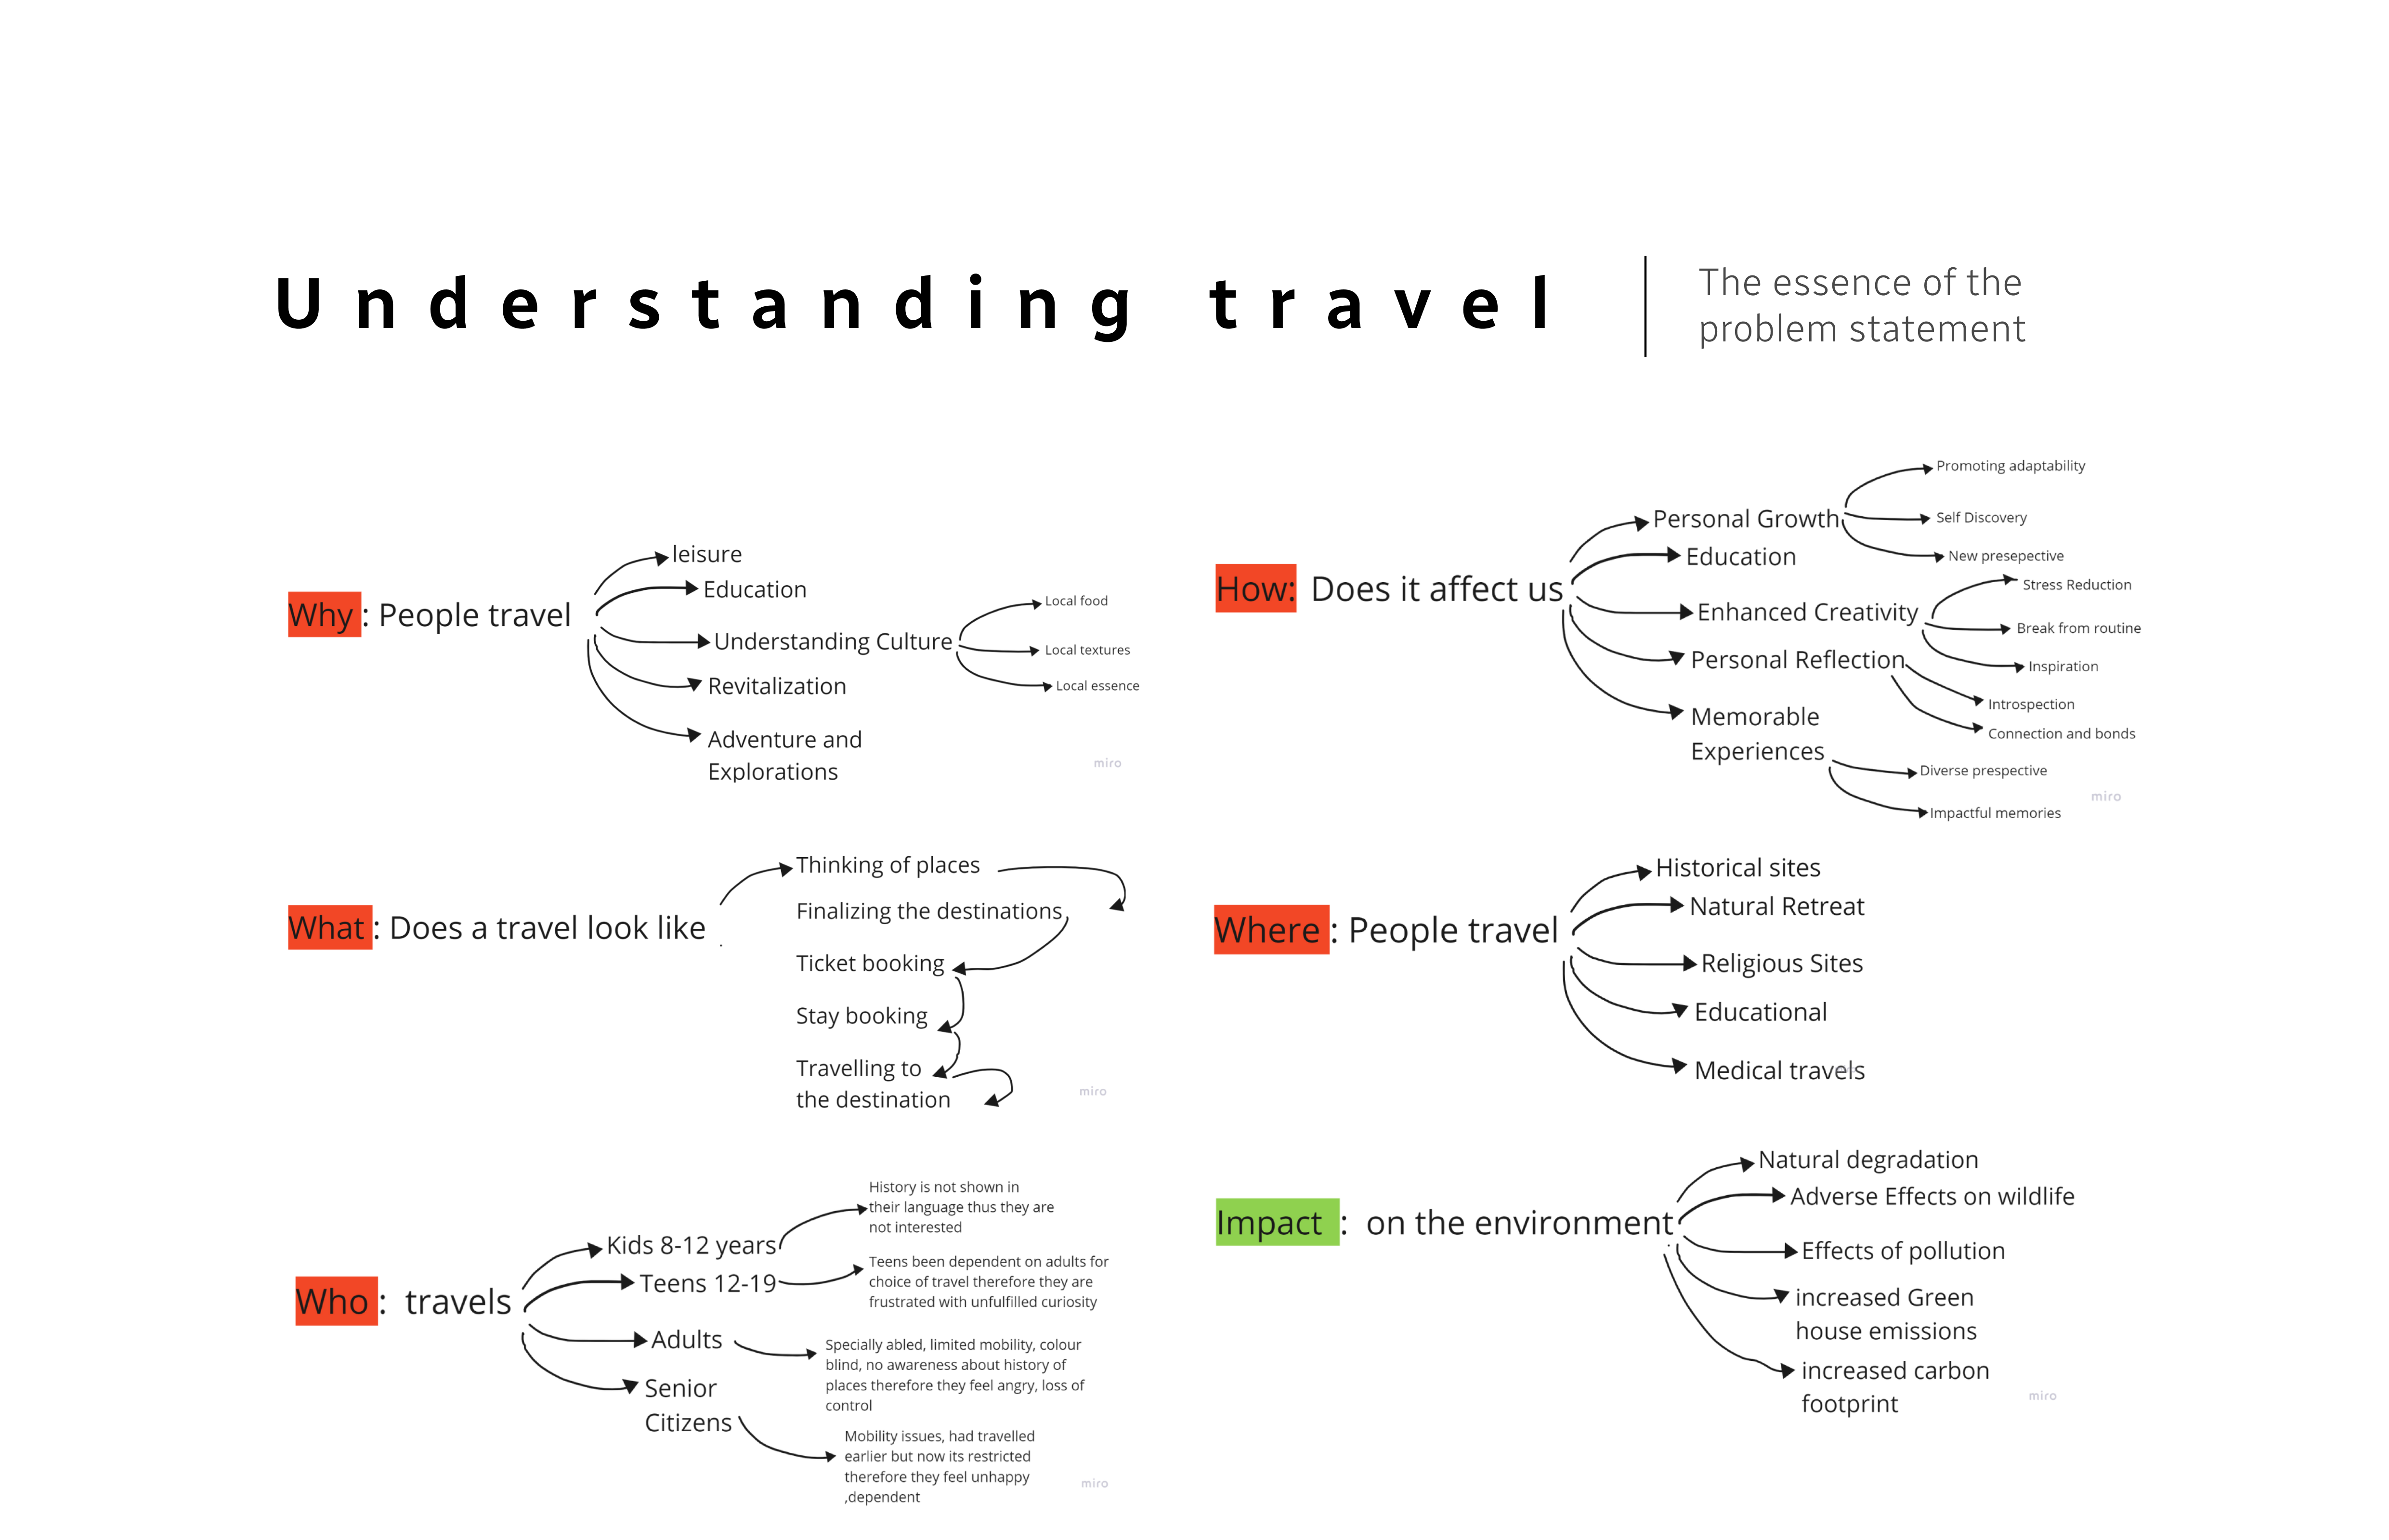 Understanding travel
The essence of the
problem statement
Why : People travel
leisure
Education
Understanding Culture
Revitalization
Adventure and
Explorations
Local food
Local textures
Local essence
miro
How: Does it affect us
Personal Growth
Education
Enhanced Creativity
Personal Reflection
Memorable
Experiences
Promoting adaptability
Self Discovery
New presepective
Stress Reduction
Break from routine
Inspiration
Introspection
Connection and bonds
Diverse prespective
Impactful memories
miro
What : Does a travel look like
Thinking of places
Finalizing the destinations
Ticket booking
Stay booking
Travelling to
the destination
miro
Where : People travel
Historical sites
Natural Retreat
Religious Sites
Educational
Medical travels
Who : travels
Kids 8-12 years
History is not shown in
their language thus they are
not interested
Teens 12-19
Teens been dependent on adults for
choice of travel therefore they are
frustrated with unfulfilled curiosity
Adults
Specially abled, limited mobility, colour
blind, no awareness about history of
places therefore they feel angry, loss of
control
Senior
Citizens
Mobility issues, had travelled
earlier but now its restricted
therefore they feel unhappy
,dependent
miro
Impact : on the environment
Natural degradation
Adverse Effects on wildlife
Effects of pollution
increased Green
house emissions
increased carbon
footprint
miro